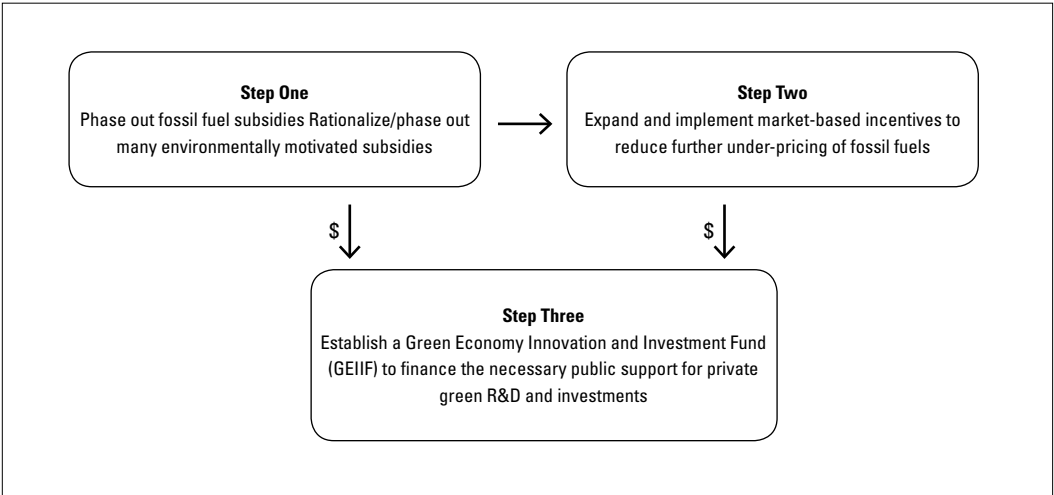 Step One
Phase out fossil fuel subsidies Rationalize/phase out
many environmentally motivated subsidies
Step Two
Expand and implement market-based incentives to
reduce further under-pricing of fossil fuels
$
$
Step Three
Establish a Green Economy Innovation and Investment Fund
(GEIIF) to finance the necessary public support for private
green R&D and investments